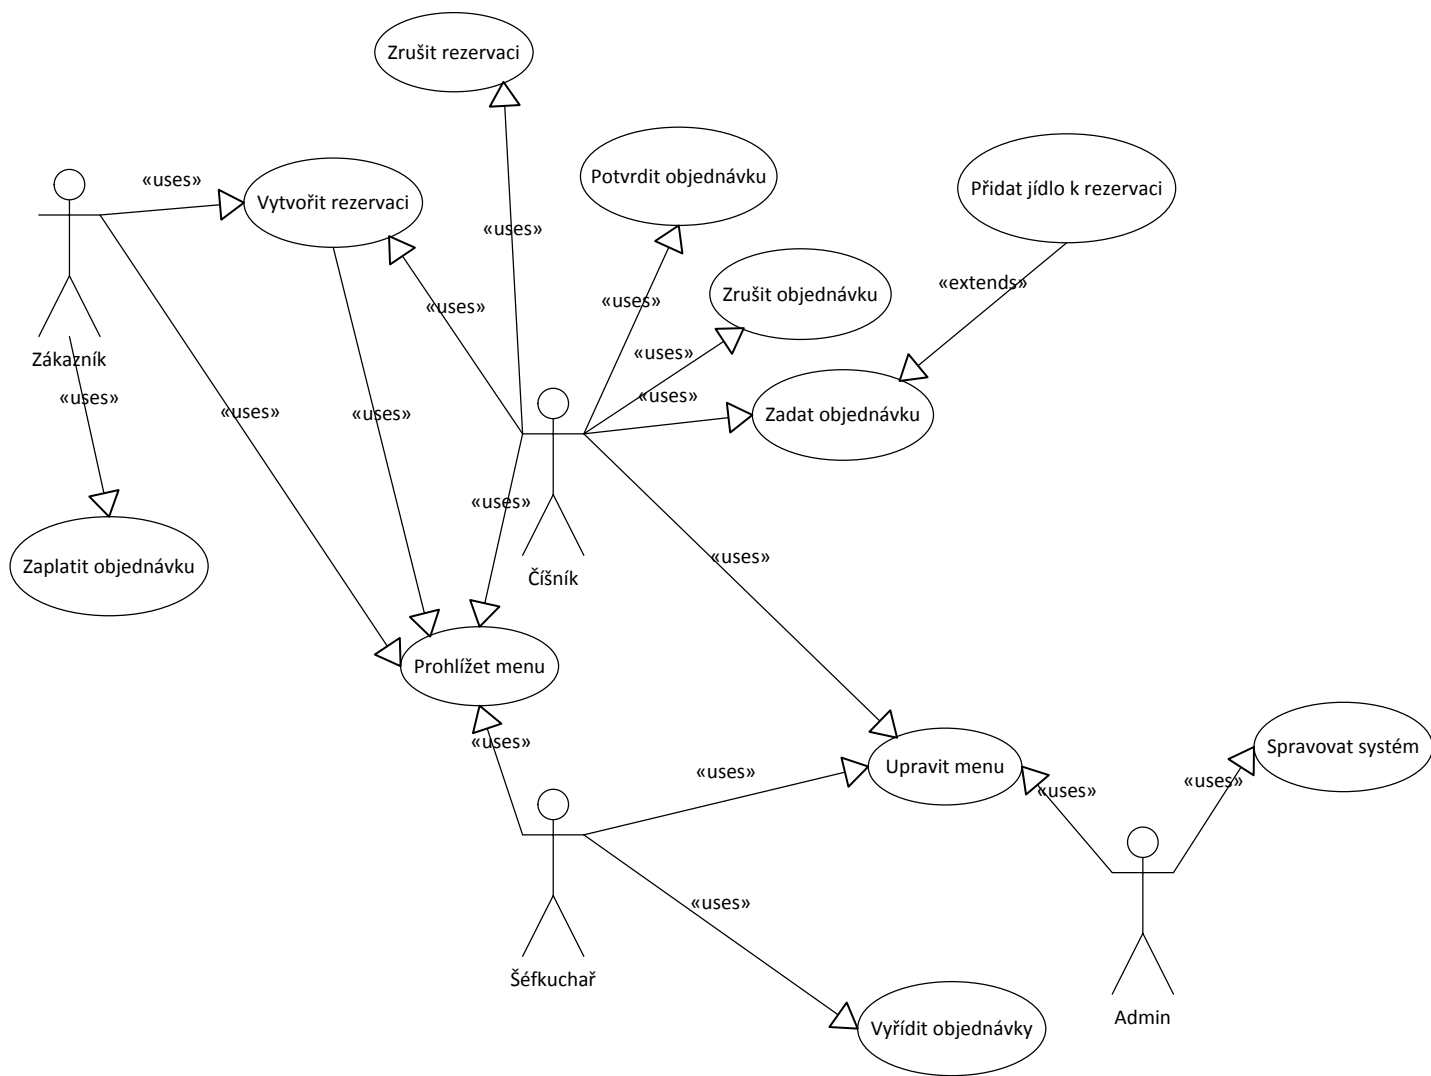 Zrušit rezervaci
Potvrdit objednávku
«uses»
Přidat jídlo k rezervaci
Vytvořit rezervaci
«uses»
«extends»
Zrušit objednávku
«uses»
«uses»
«uses»
Zákazník
«uses»
«uses»
«uses»
«uses»
Zadat objednávku
«uses»
«uses»
«uses»
Zaplatit objednávku
Číšník
Prohlížet menu
«uses»
Spravovat systém
Upravit menu
«uses»
«uses»
«uses»
«uses»
Šéfkuchař
Admin
Vyřídit objednávky